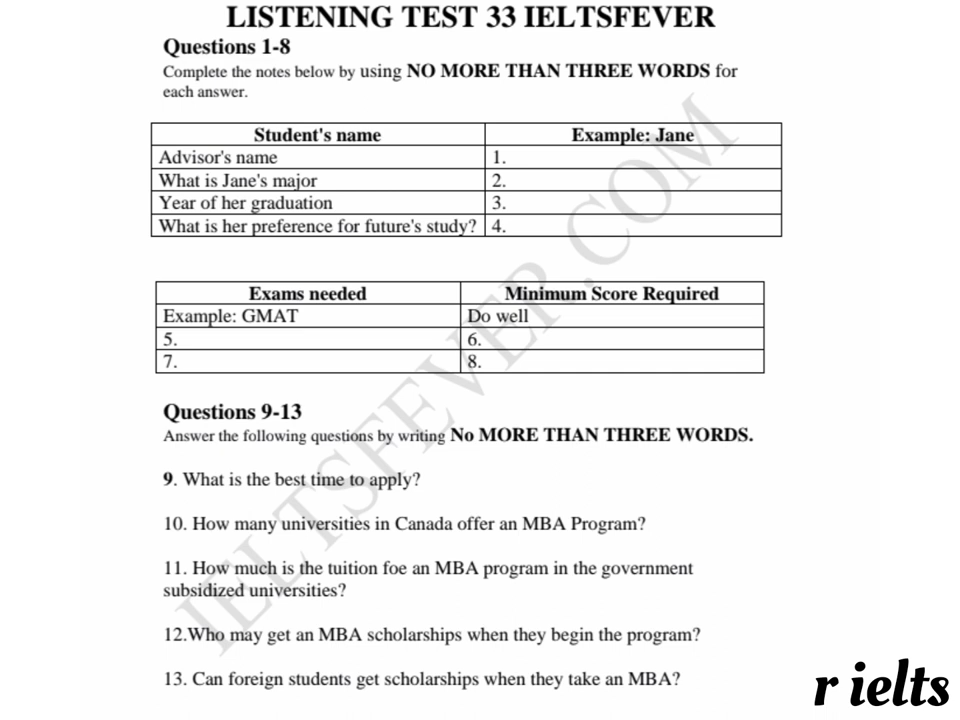 LISTENING TEST 33 IELTSFEVER
Questions 1-8
Complete the notes below by using NO MORE THAN THREE WORDS for
each answer.
Student's name Example: Jane
Advisor's name 1.
What is Jane's major 2.
Year of her graduation 3.
What is her preference for future's study? 4.
Exams needed Minimum Score Required
Example: GMAT Do well
5. 6.
7. 8.
Questions 9-13
Answer the following questions by writing No MORE THAN THREE WORDS.
9. What is the best time to apply?
10. How many universities in Canada offer an MBA Program?
11. How much is the tuition foe an MBA program in the government
subsidized universities?
12.Who may get an MBA scholarships when they begin the program?
13. Can foreign students get scholarships when they take an MBA?
IELTSFEVER.COM
r ielts